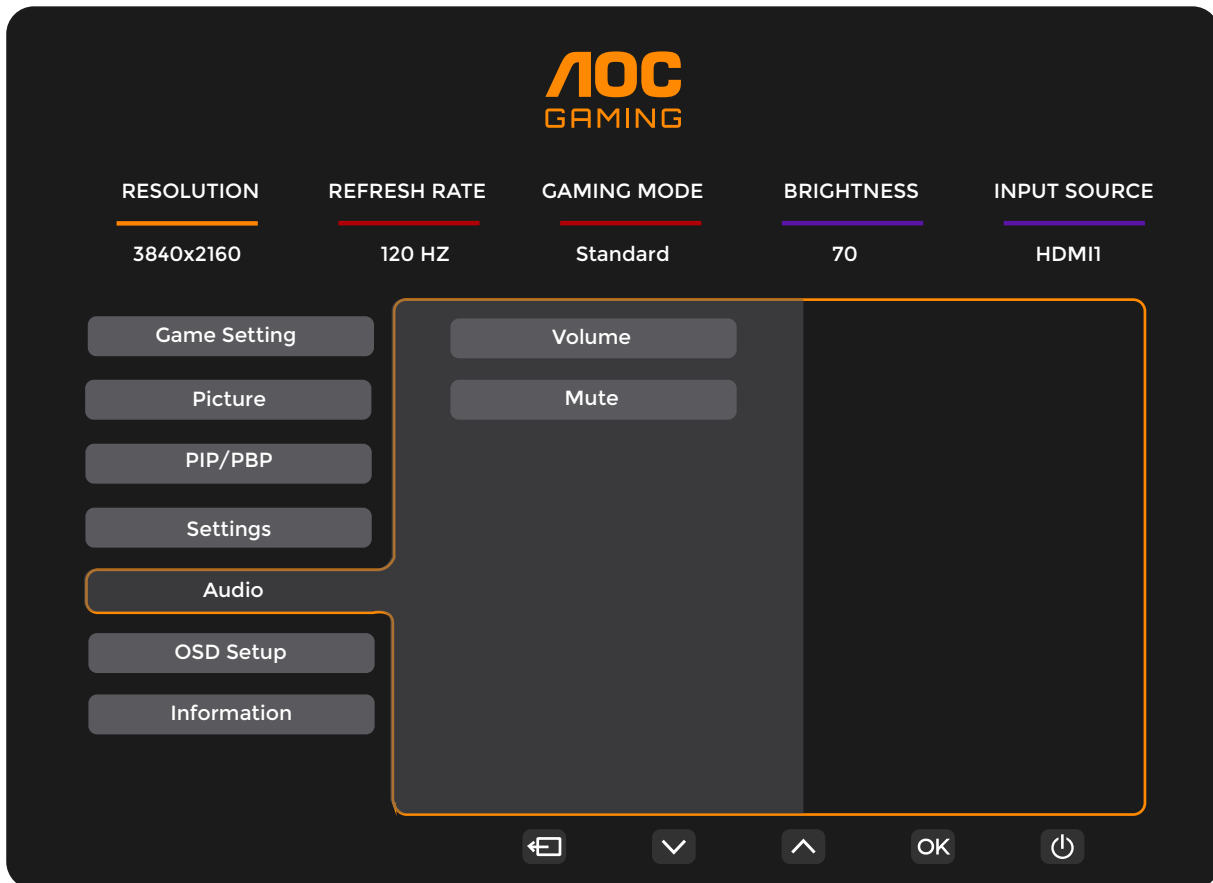 AOC
GAMING
RESOLUTION REFRESH RATE GAMING MODE BRIGHTNESS INPUT SOURCE
3840x2160 120 HZ Standard 70 HDMI1
Game Setting Volume
Picture Mute
PIP/PBP
Settings
Audio
OSD Setup
Information
OK